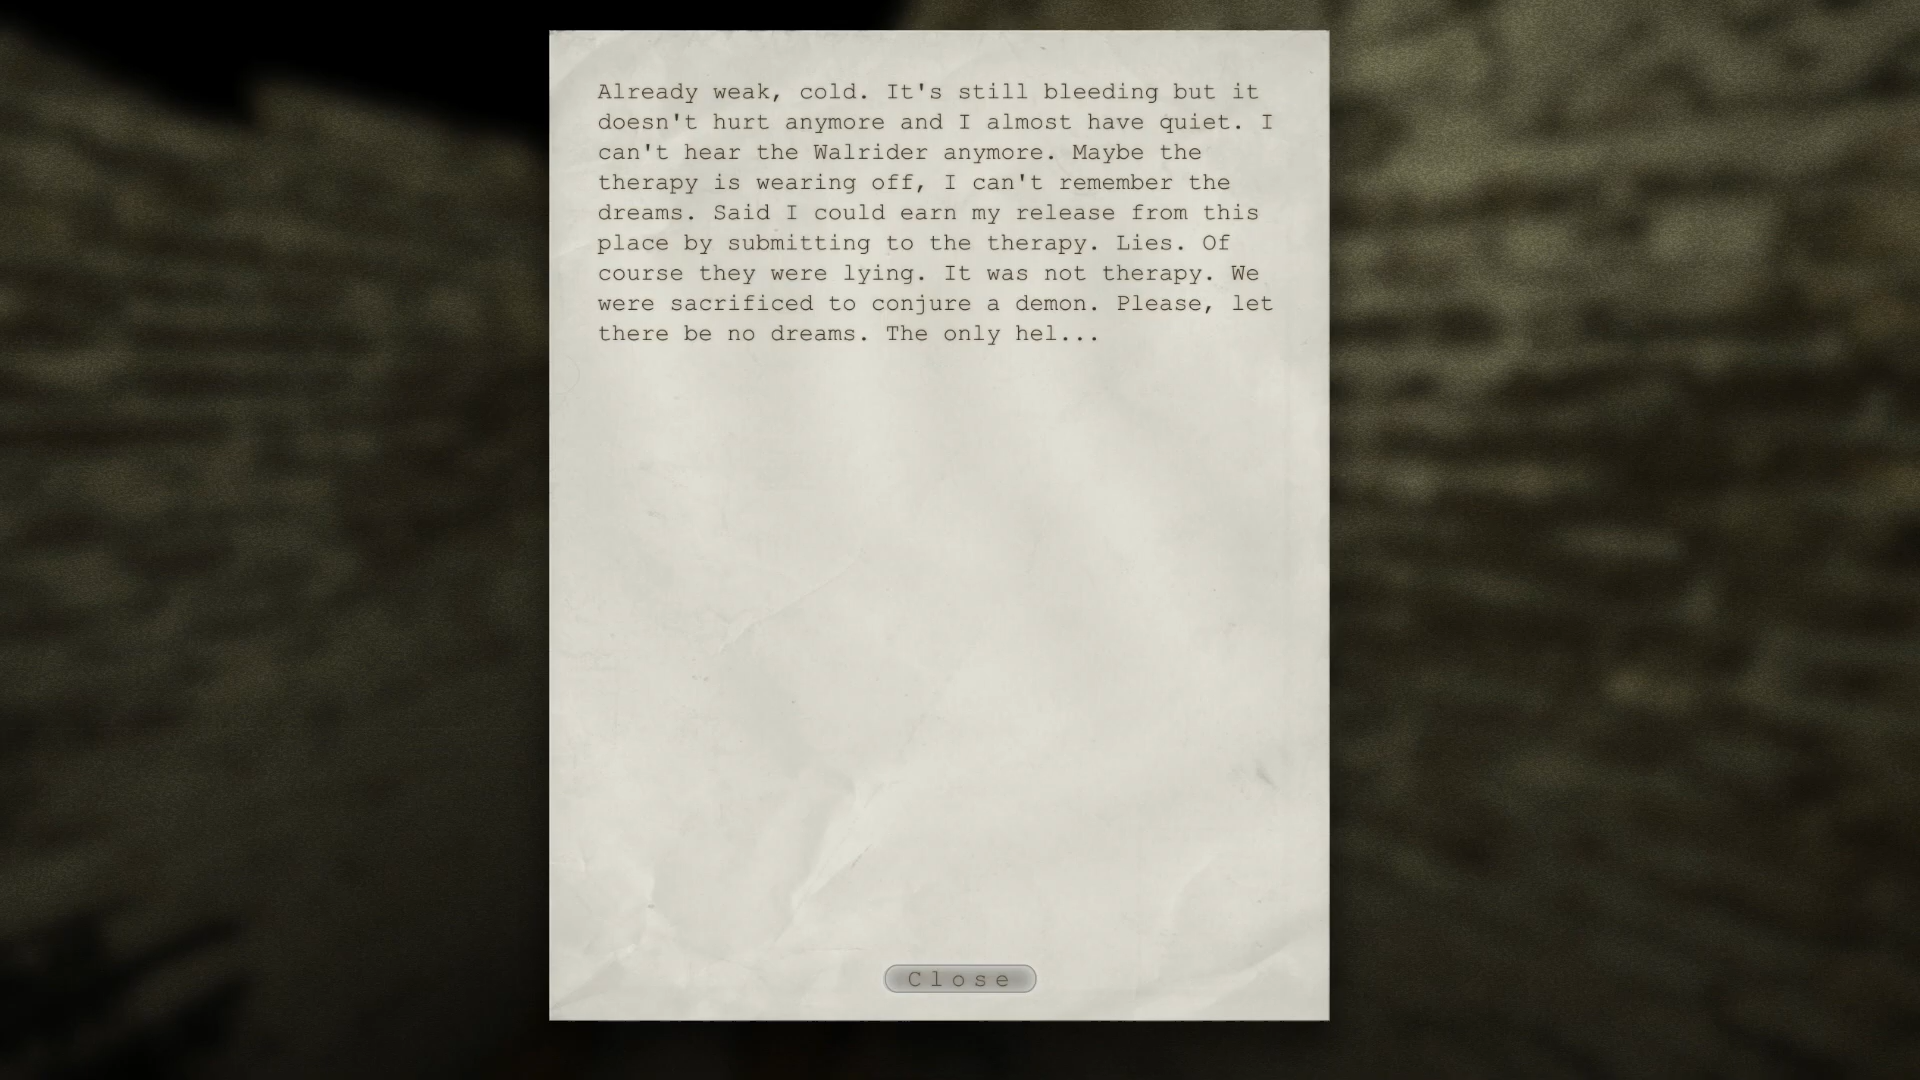 Already weak, cold. It's still bleeding but it
doesn't hurt anymore and I almost have quiet. I
can't hear the Walrider anymore. Maybe the
therapy is wearing off, I can't remember the
dreams. Said I could earn my release from this
place by submitting to the therapy. Lies. Of
course they were lying. It was not therapy. We
were sacrificed to conjure a demon. Please, let
there be no dreams. The only hel...
Close